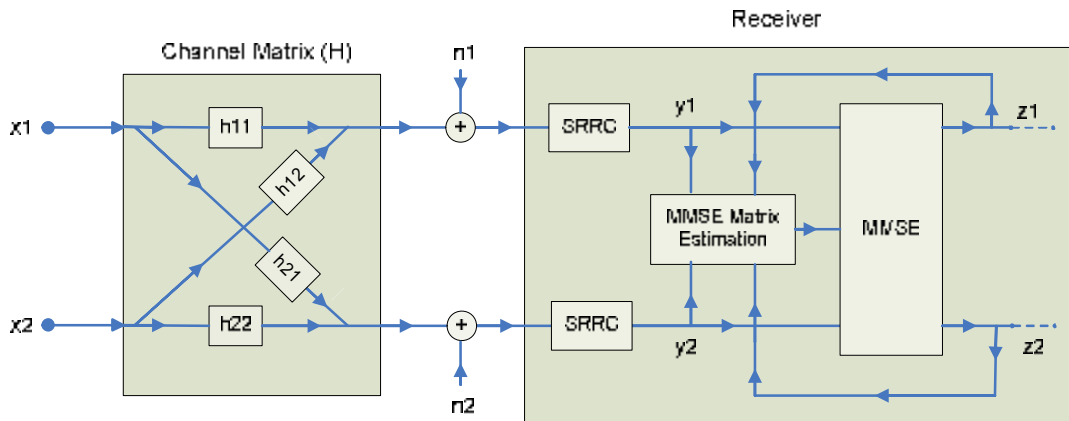 Receiver
Channel Matrix (H)
n1
x1
h11
+
SRRC
y1
z1
h12
MMSE Matrix
Estimation
MMSE
h21
x2
h22
+
SRRC
y2
z2
n2